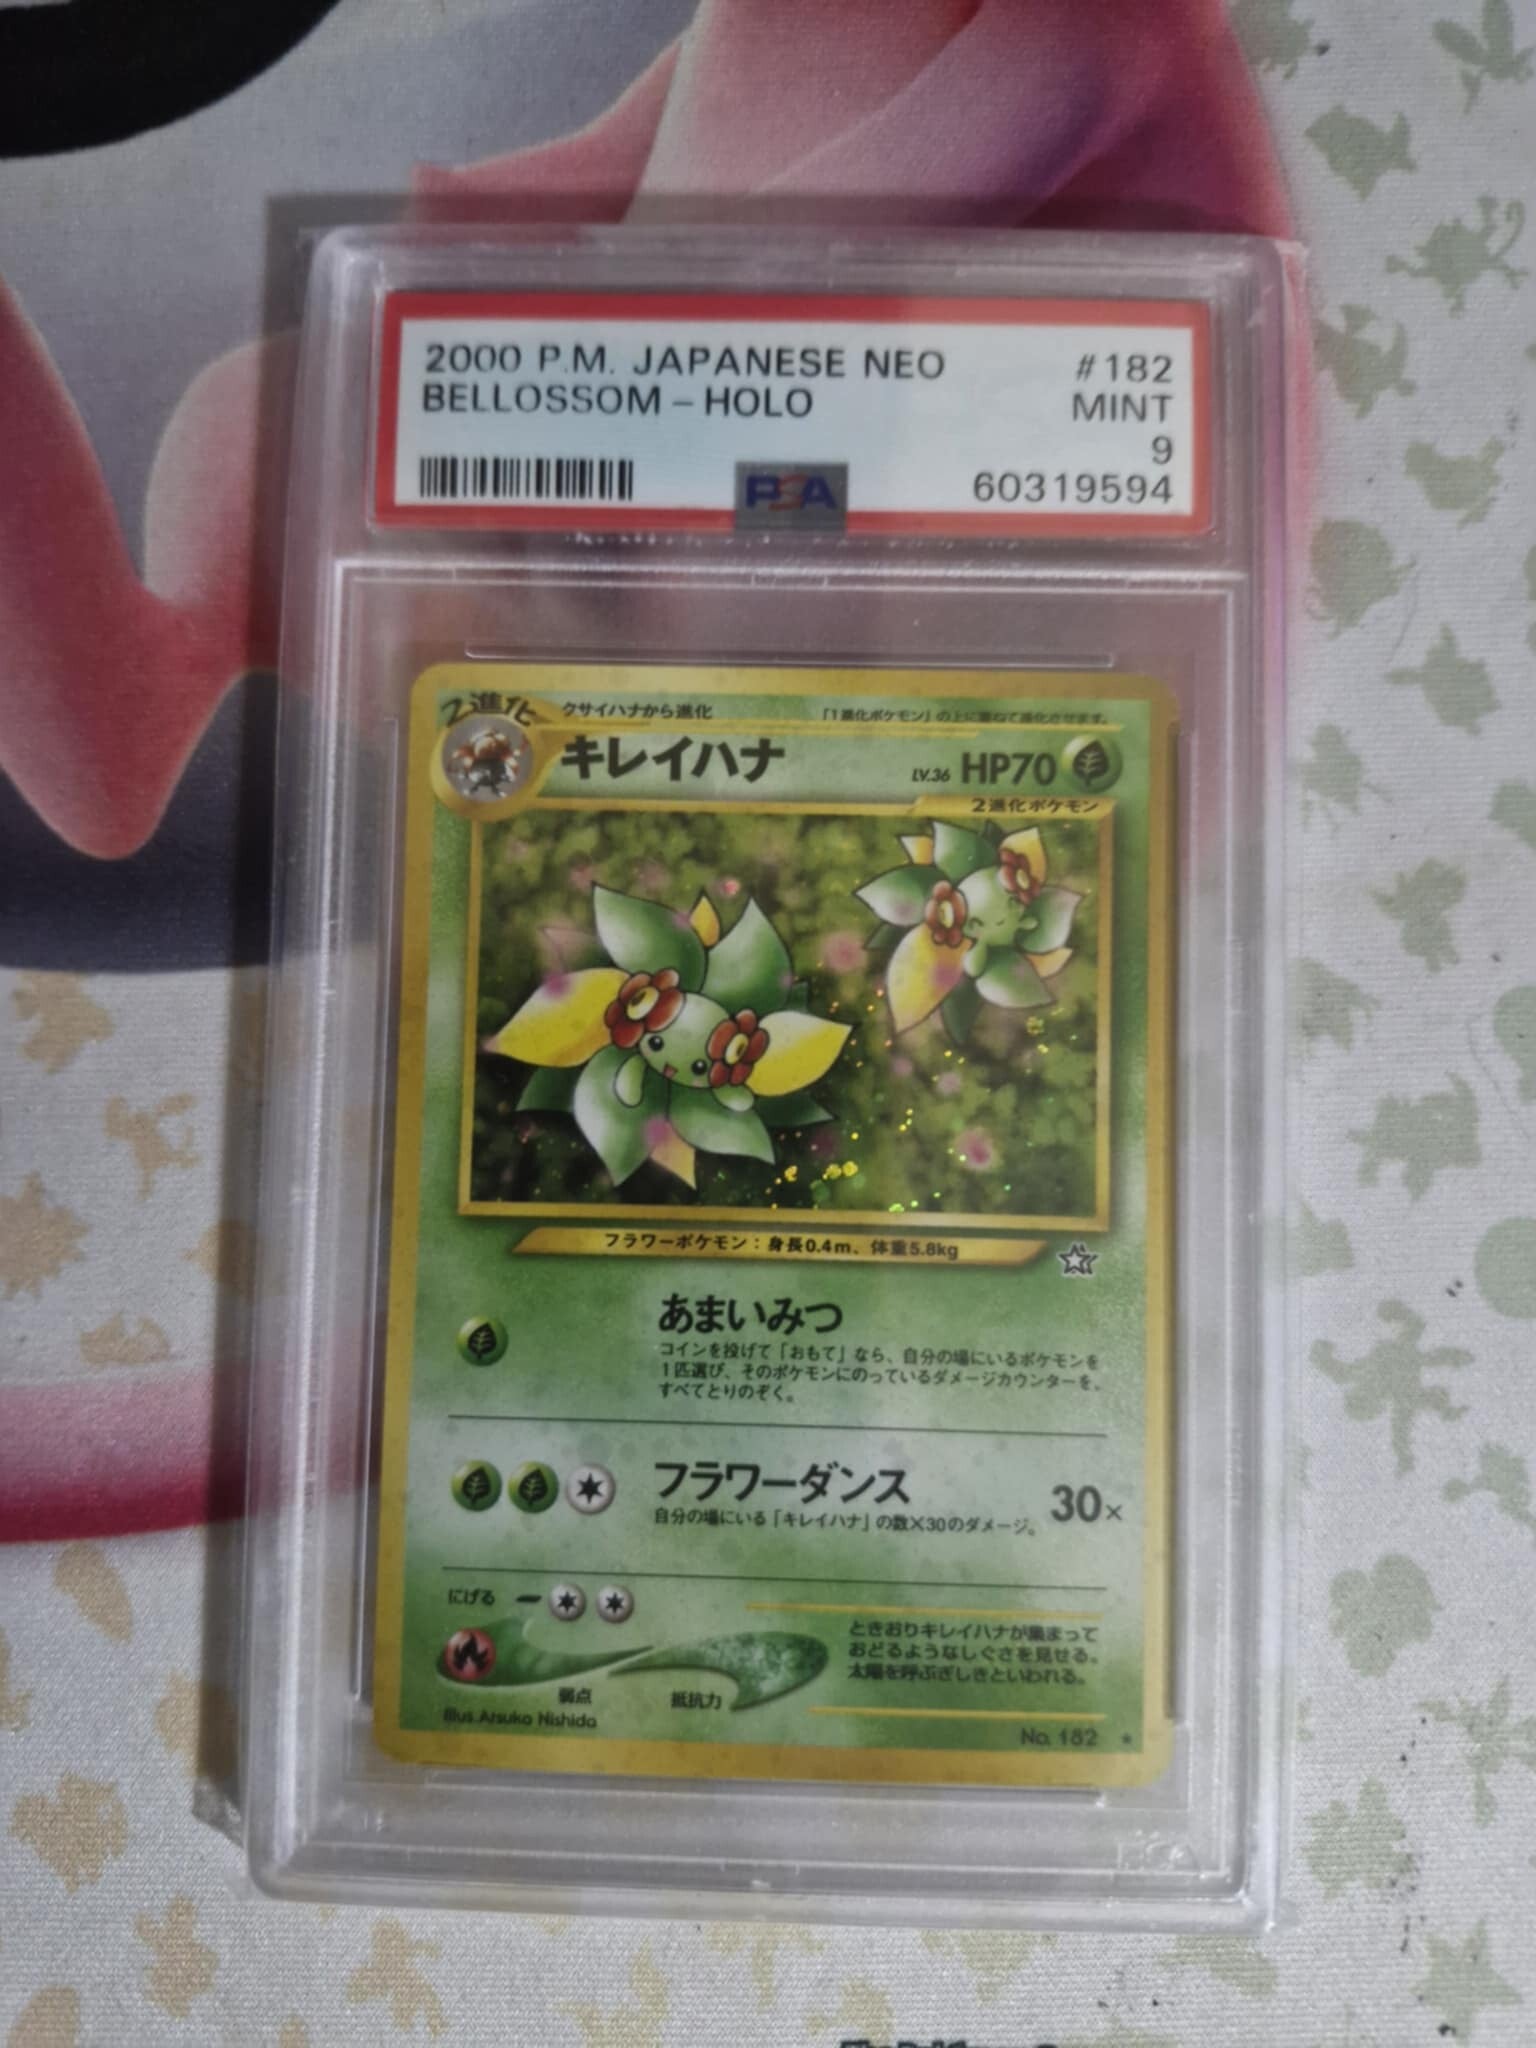 2000 P.M. JAPANESE NEO #182
BELLOSSOM - HOLO MINT
9
PSA 60319594
2進化
クサイハナから進化 「1進化ポケモン」の上に重ねて進化させます。
キレイハナ LV.36 HP70
2進化ポケモン
フラワーポケモン：身長0.4m、体重5.8kg
あまいみつ
コインを投げて「おもて」なら、自分の場にいるポケモンを
1匹選び、そのポケモンにのっているダメージカウンターを、
すべてとりのぞく。
フラワーダンス 30×
自分の場にいる「キレイハナ」の数×30のダメージ。
にげる
ときおりキレイハナが集まって
おどるようなしぐさを見せる。
太陽を呼ぶぎしきといわれる。
弱点 抵抗力
Illus. Atsuko Nishida
No. 182 ★